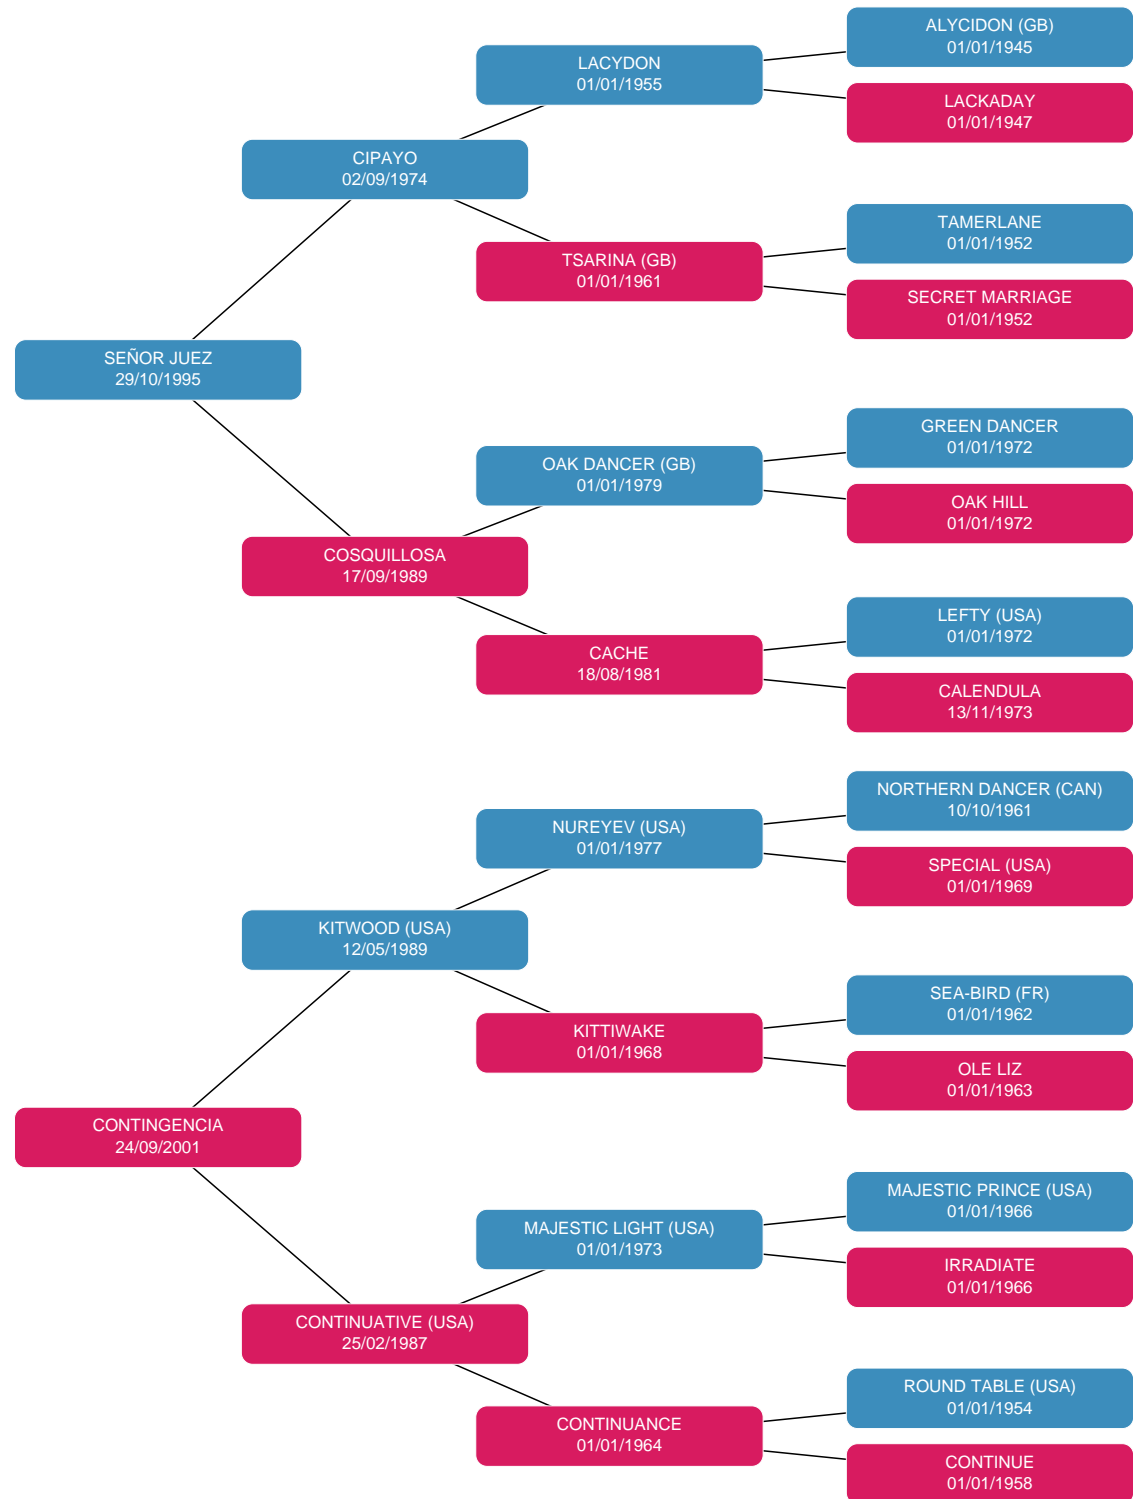 ALYCIDON (GB)
01/01/1945
LACYDON
01/01/1955
LACKADAY
01/01/1947
CIPAYO
02/09/1974
TAMERLANE
01/01/1952
TSARINA (GB)
01/01/1961
SECRET MARRIAGE
01/01/1952
SEÑOR JUEZ
29/10/1995
GREEN DANCER
01/01/1972
OAK DANCER (GB)
01/01/1979
OAK HILL
01/01/1972
COSQUILLOSA
17/09/1989
LEFTY (USA)
01/01/1972
CACHE
18/08/1981
CALENDULA
13/11/1973
NORTHERN DANCER (CAN)
10/10/1961
NUREYEV (USA)
01/01/1977
SPECIAL (USA)
01/01/1969
KITWOOD (USA)
12/05/1989
SEA-BIRD (FR)
01/01/1962
KITTIWAKE
01/01/1968
OLE LIZ
01/01/1963
CONTINGENCIA
24/09/2001
MAJESTIC PRINCE (USA)
01/01/1966
MAJESTIC LIGHT (USA)
01/01/1973
IRRADIATE
01/01/1966
CONTINUATIVE (USA)
25/02/1987
ROUND TABLE (USA)
01/01/1954
CONTINUANCE
01/01/1964
CONTINUE
01/01/1958